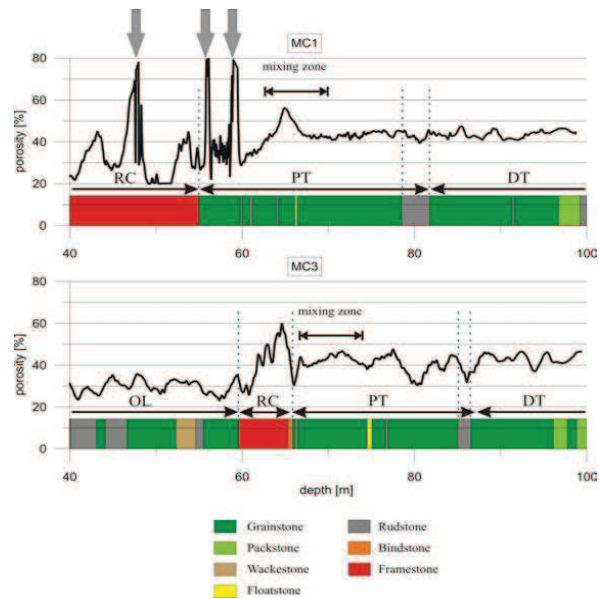 MC1
80
mixing zone
60
porosity [%]
40
20
RC PT DT
0
40 60 80 100
MC3
80
60
mixing zone
porosity [%]
40
20
OL RC PT DT
0
40 60 80 100
depth [m]
Grainstone Rudstone
Packstone Bindstone
Wackestone Framestone
Floatstone